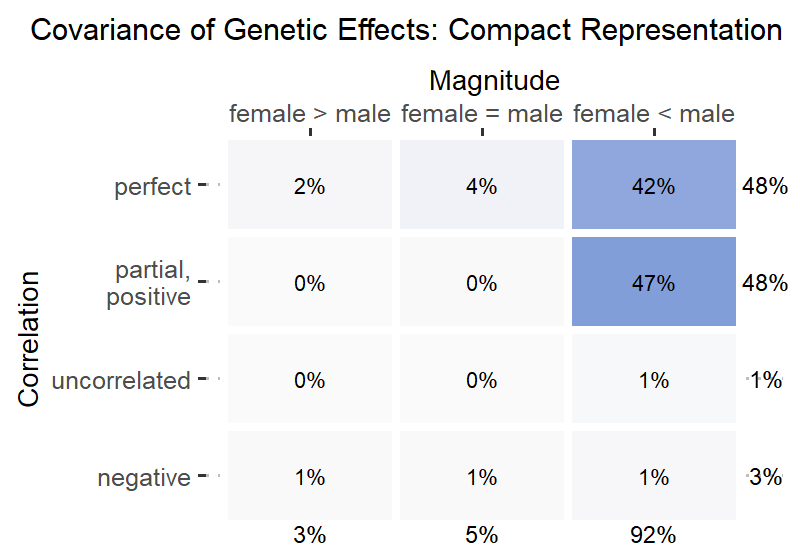 Covariance of Genetic Effects: Compact Representation
Magnitude
female > male female = male female < male
perfect 2% 4% 42% 48%
partial,
positive 0% 0% 47% 48%
Correlation
uncorrelated 0% 0% 1% 1%
negative 1% 1% 1% 3%
3% 5% 92%